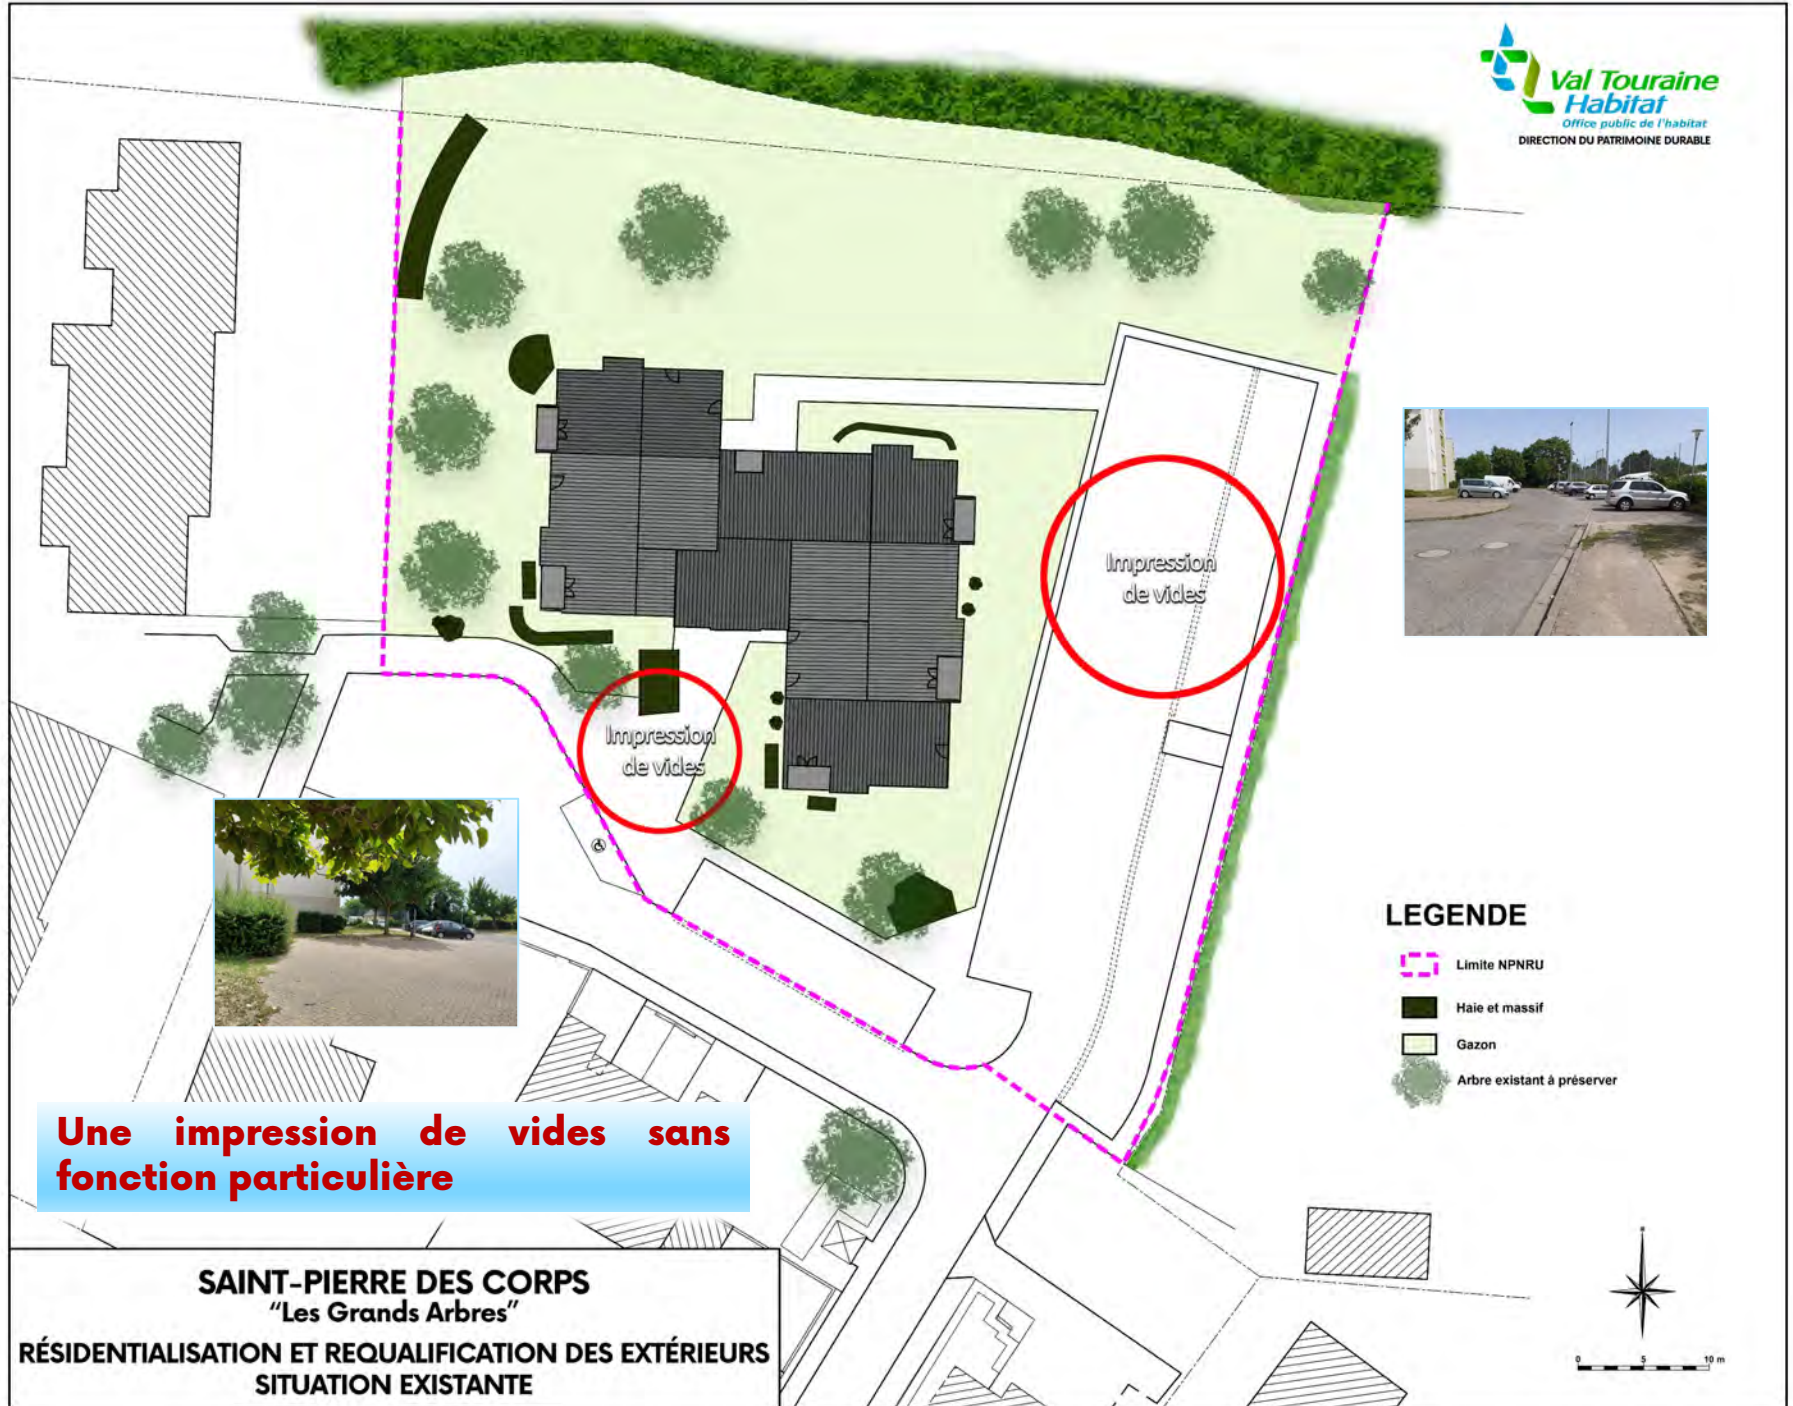 Val Touraine
Habitat
Office public de l'habitat
DIRECTION DU PATRIMOINE DURABLE
Impression
de vides
Impression
de vides
LEGENDE
Limite NPNRU
Haie et massif
Gazon
Arbre existant à préserver
Une impression de vides sans
fonction particulière
SAINT-PIERRE DES CORPS
"Les Grands Arbres"
RÉSIDENTIALISATION ET REQUALIFICATION DES EXTÉRIEURS
SITUATION EXISTANTE
0 5 10 m